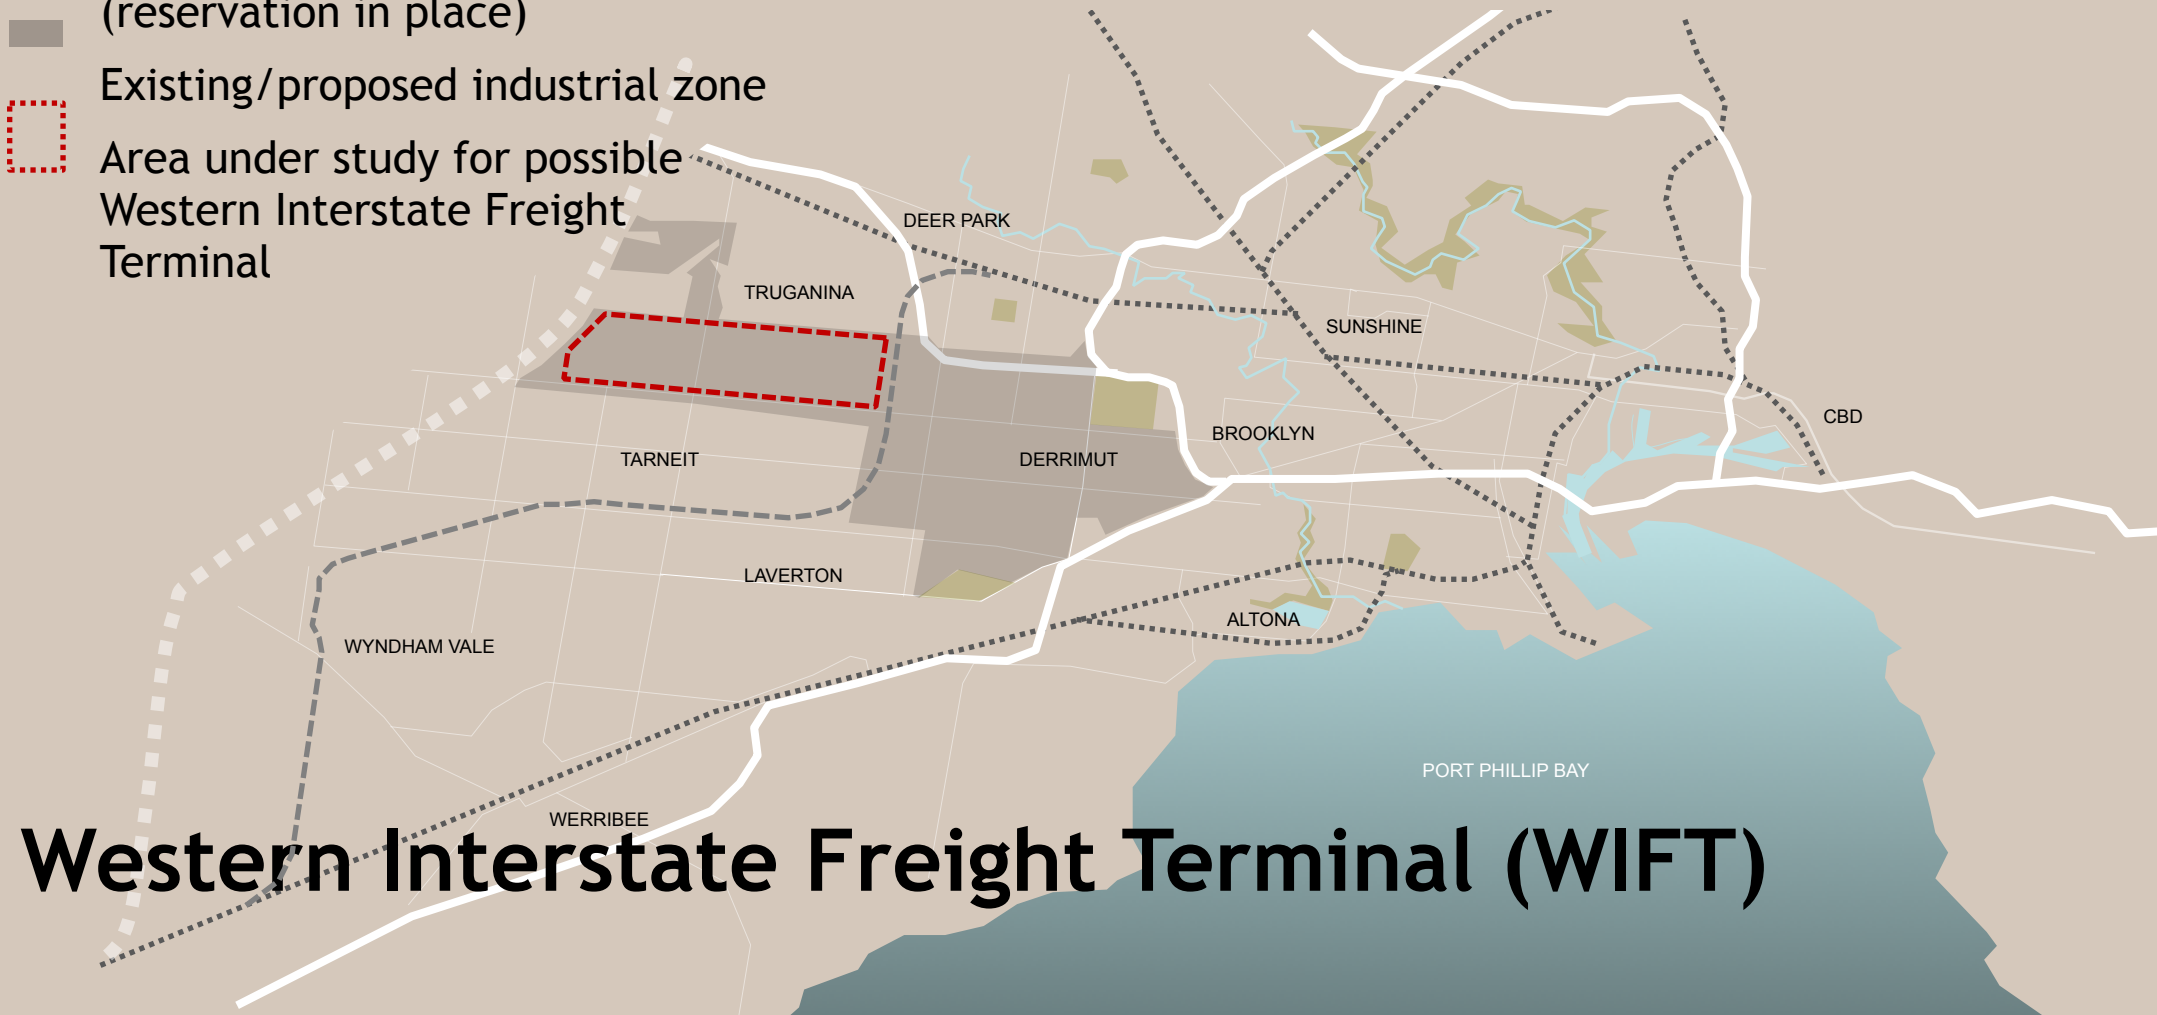 (reservation in place)
Existing/proposed industrial zone
Area under study for possible
Western Interstate Freight
Terminal
DEER PARK
TRUGANINA
SUNSHINE
CBD
BROOKLYN
TARNEIT
DERRIMUT
LAVERTON
ALTONA
WYNDHAM VALE
PORT PHILLIP BAY
WERRIBEE
Western Interstate Freight Terminal (WIFT)